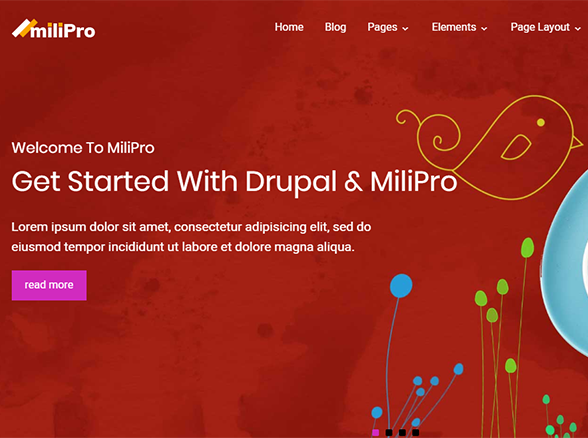 miliPro
Home Blog Pages Elements Page Layout
Welcome To MiliPro
Get Started With Drupal & MiliPro
Lorem ipsum dolor sit amet, consectetur adipisicing elit, sed do
eiusmod tempor incididunt ut labore et dolore magna aliqua.
read more